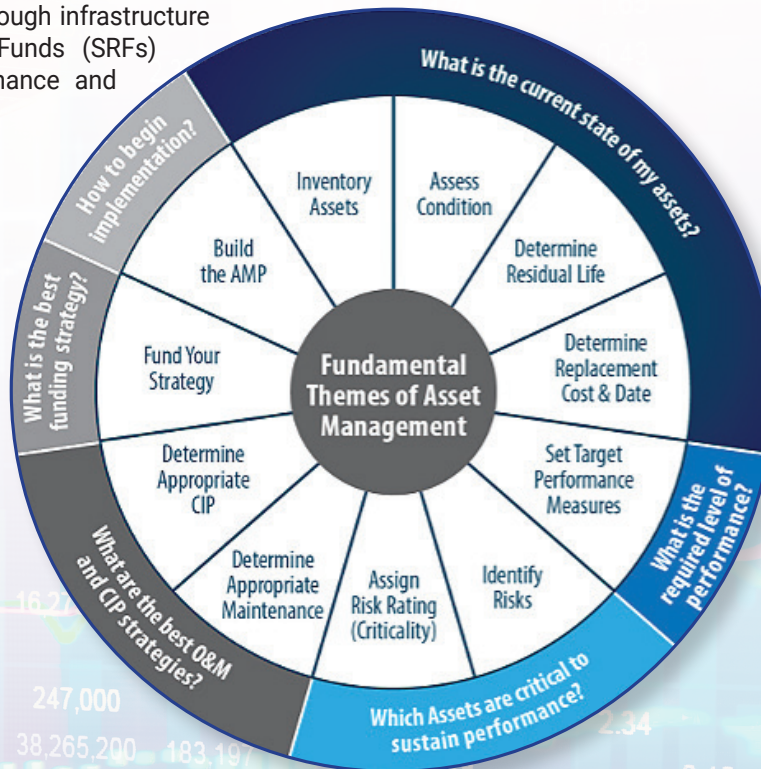 ough infrastructure
Funds (SRFs)
nance and
What is the current state of my assets?
How to begin
implementation?
What is the best
funding strategy?
What are the best O&M
and CIP strategies?
Which Assets are critical to
sustain performance?
What is the
required level of
performance?
Inventory
Assets
Assess
Condition
Determine
Residual Life
Determine
Replacement
Cost & Date
Set Target
Performance
Measures
Identify
Risks
Assign
Risk Rating
(Criticality)
Determine
Appropriate
Maintenance
Determine
Appropriate
CIP
Fund Your
Strategy
Build
the AMP
Fundamental
Themes of Asset
Management
16.27
247,000
38,265,200 183,197
2.34